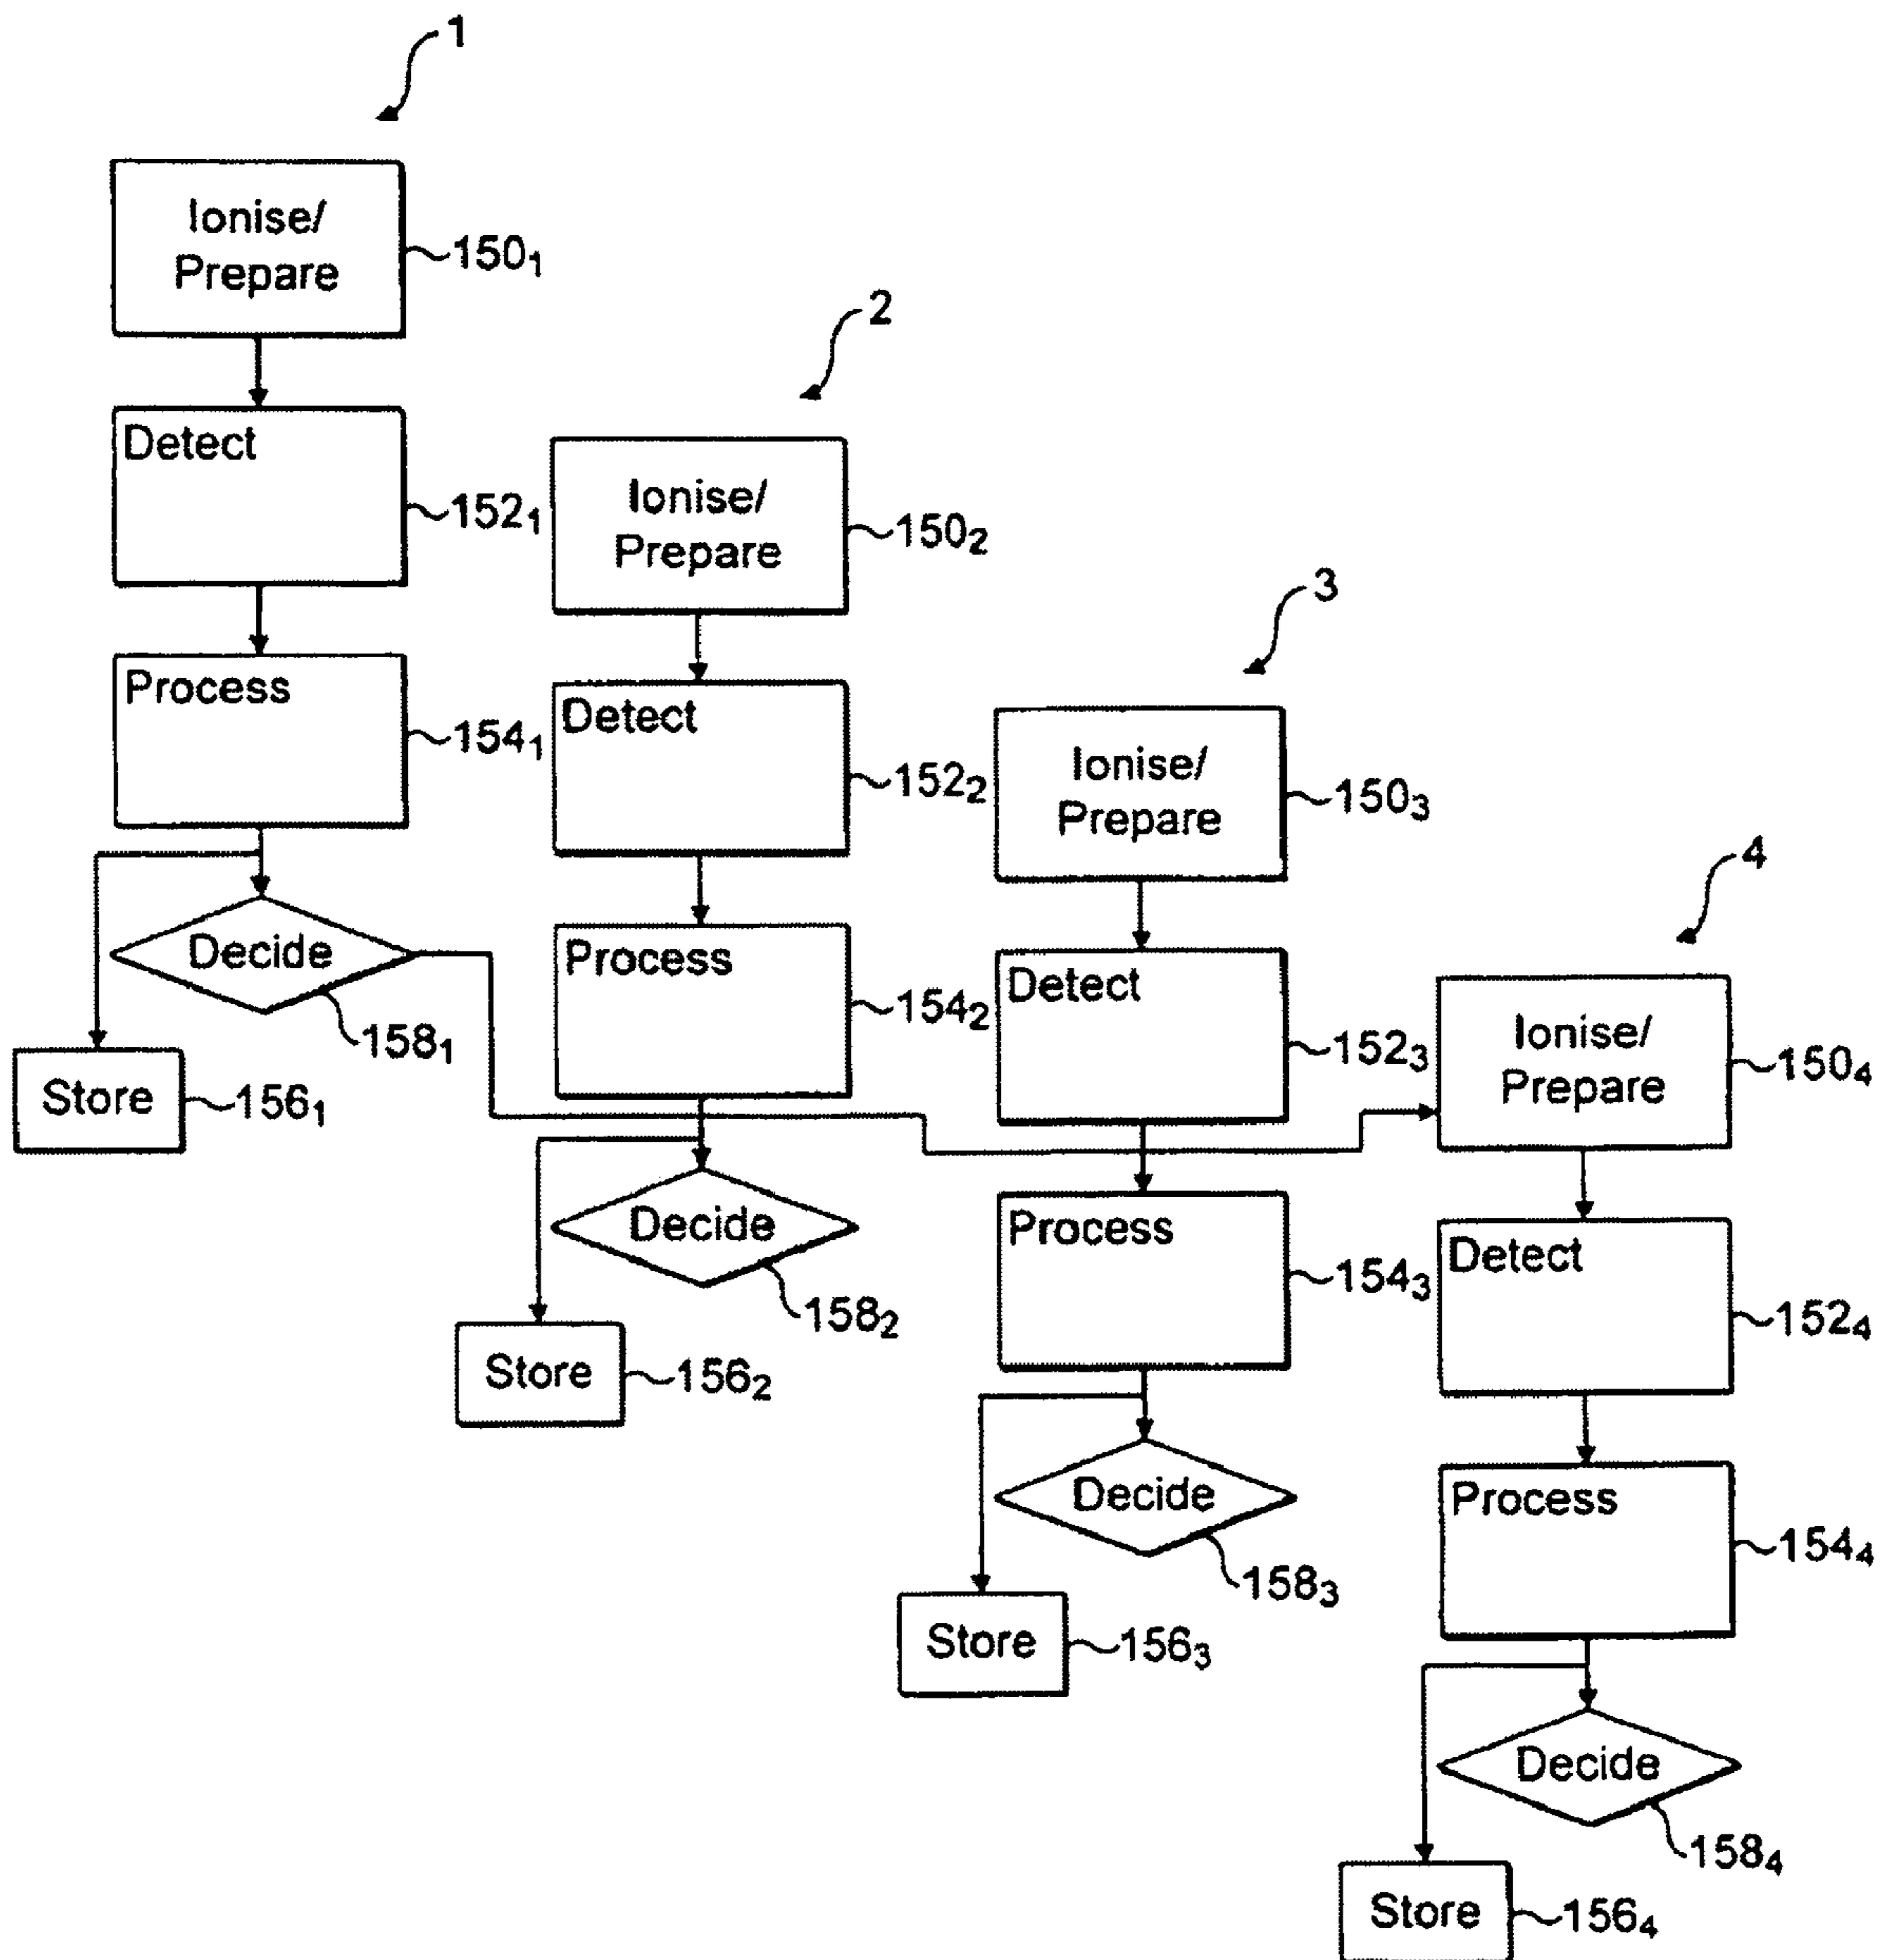 1
Ionise/
Prepare
150₁
Detect
152₁
Process
154₁
Decide
158₁
Store
156₁
2
Ionise/
Prepare
150₂
Detect
152₂
Process
154₂
Decide
158₂
Store
156₂
3
Ionise/
Prepare
150₃
Detect
152₃
Process
154₃
Decide
158₃
Store
156₃
4
Ionise/
Prepare
150₄
Detect
152₄
Process
154₄
Decide
158₄
Store
156₄